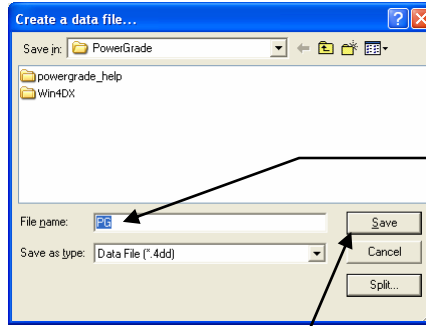 Create a data file...
Save in: PowerGrade
powergrade_help
Win4DX
File name: PG Save
Save as type: Data File (*.4dd) Cancel
Split...